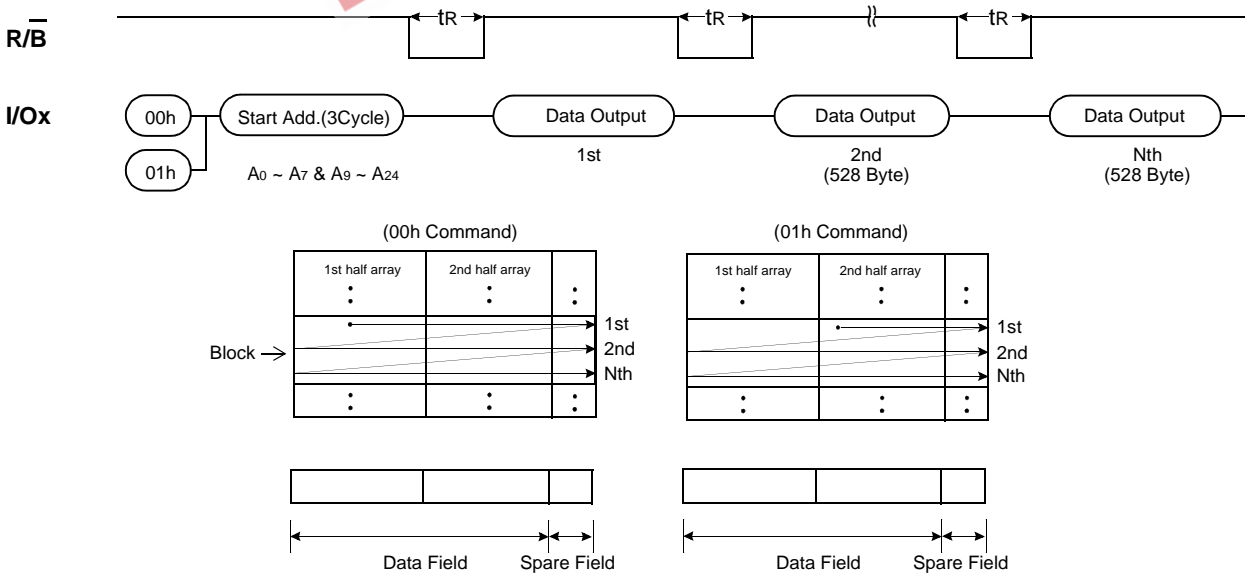 R/B tR tR tR
I/Ox 00h Start Add.(3Cycle) Data Output Data Output Data Output
01h A0 ~ A7 & A9 ~ A24 1st 2nd Nth
(528 Byte) (528 Byte)
(00h Command) (01h Command)
1st half array 2nd half array 1st half array 2nd half array
1st 1st
Block 2nd 2nd
Nth Nth
Data Field Spare Field Data Field Spare Field